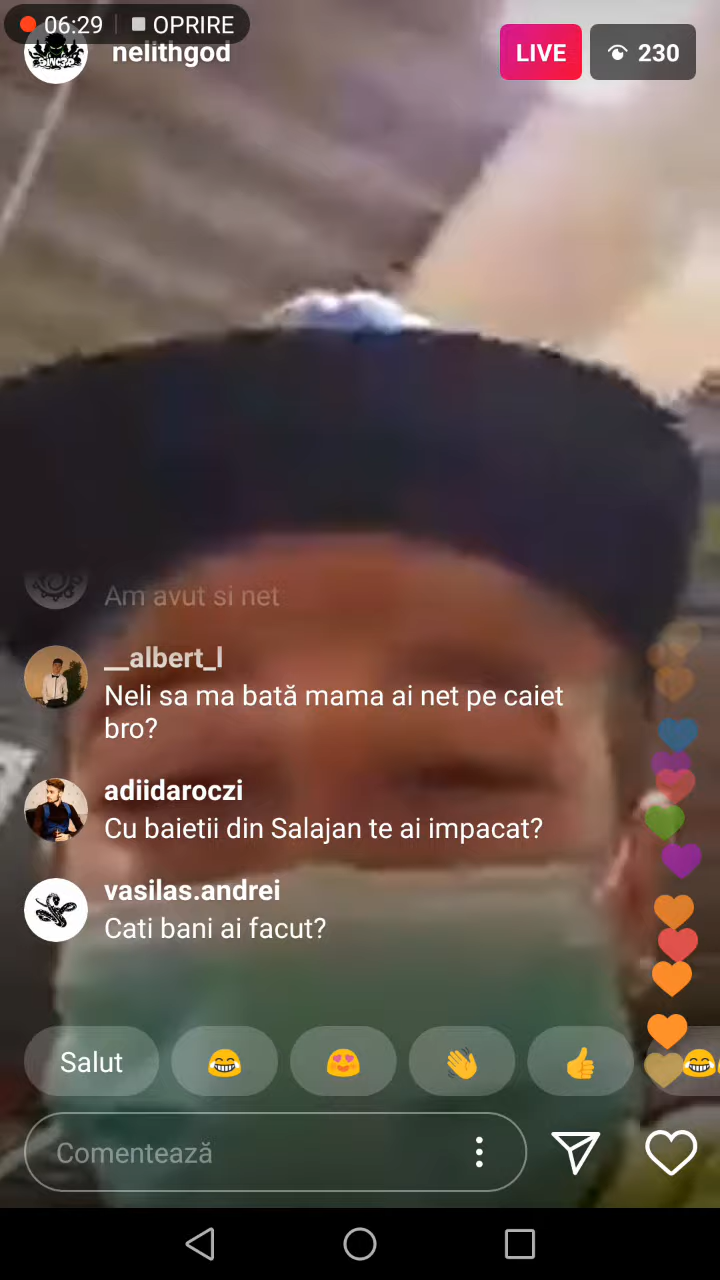 06:29 OPRIRE
nelithgod
LIVE
230
Am avut si net
__albert_l
Neli sa ma bată mama ai net pe caiet
bro?
adiidaroczi
Cu baietii din Salajan te ai impacat?
vasilas.andrei
Cati bani ai facut?
Salut
Comentează